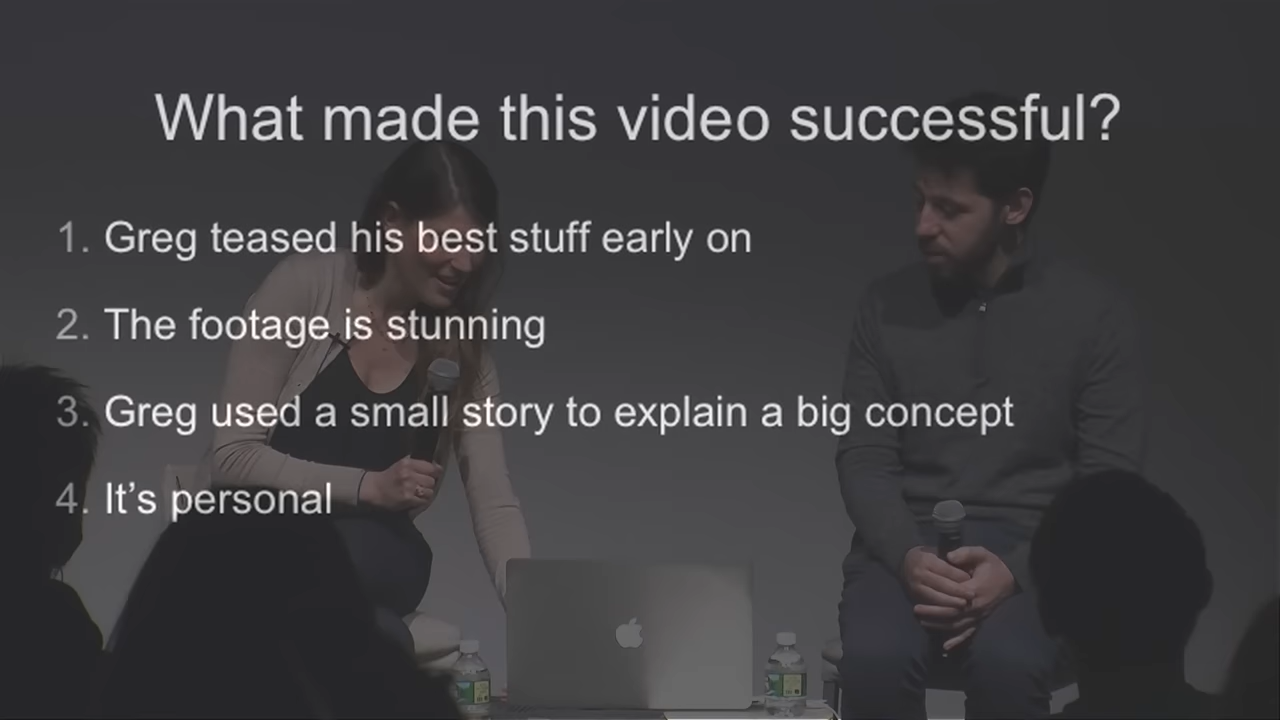 What made this video successful?
1. Greg teased his best stuff early on
2. The footage is stunning
3. Greg used a small story to explain a big concept
4. It’s personal